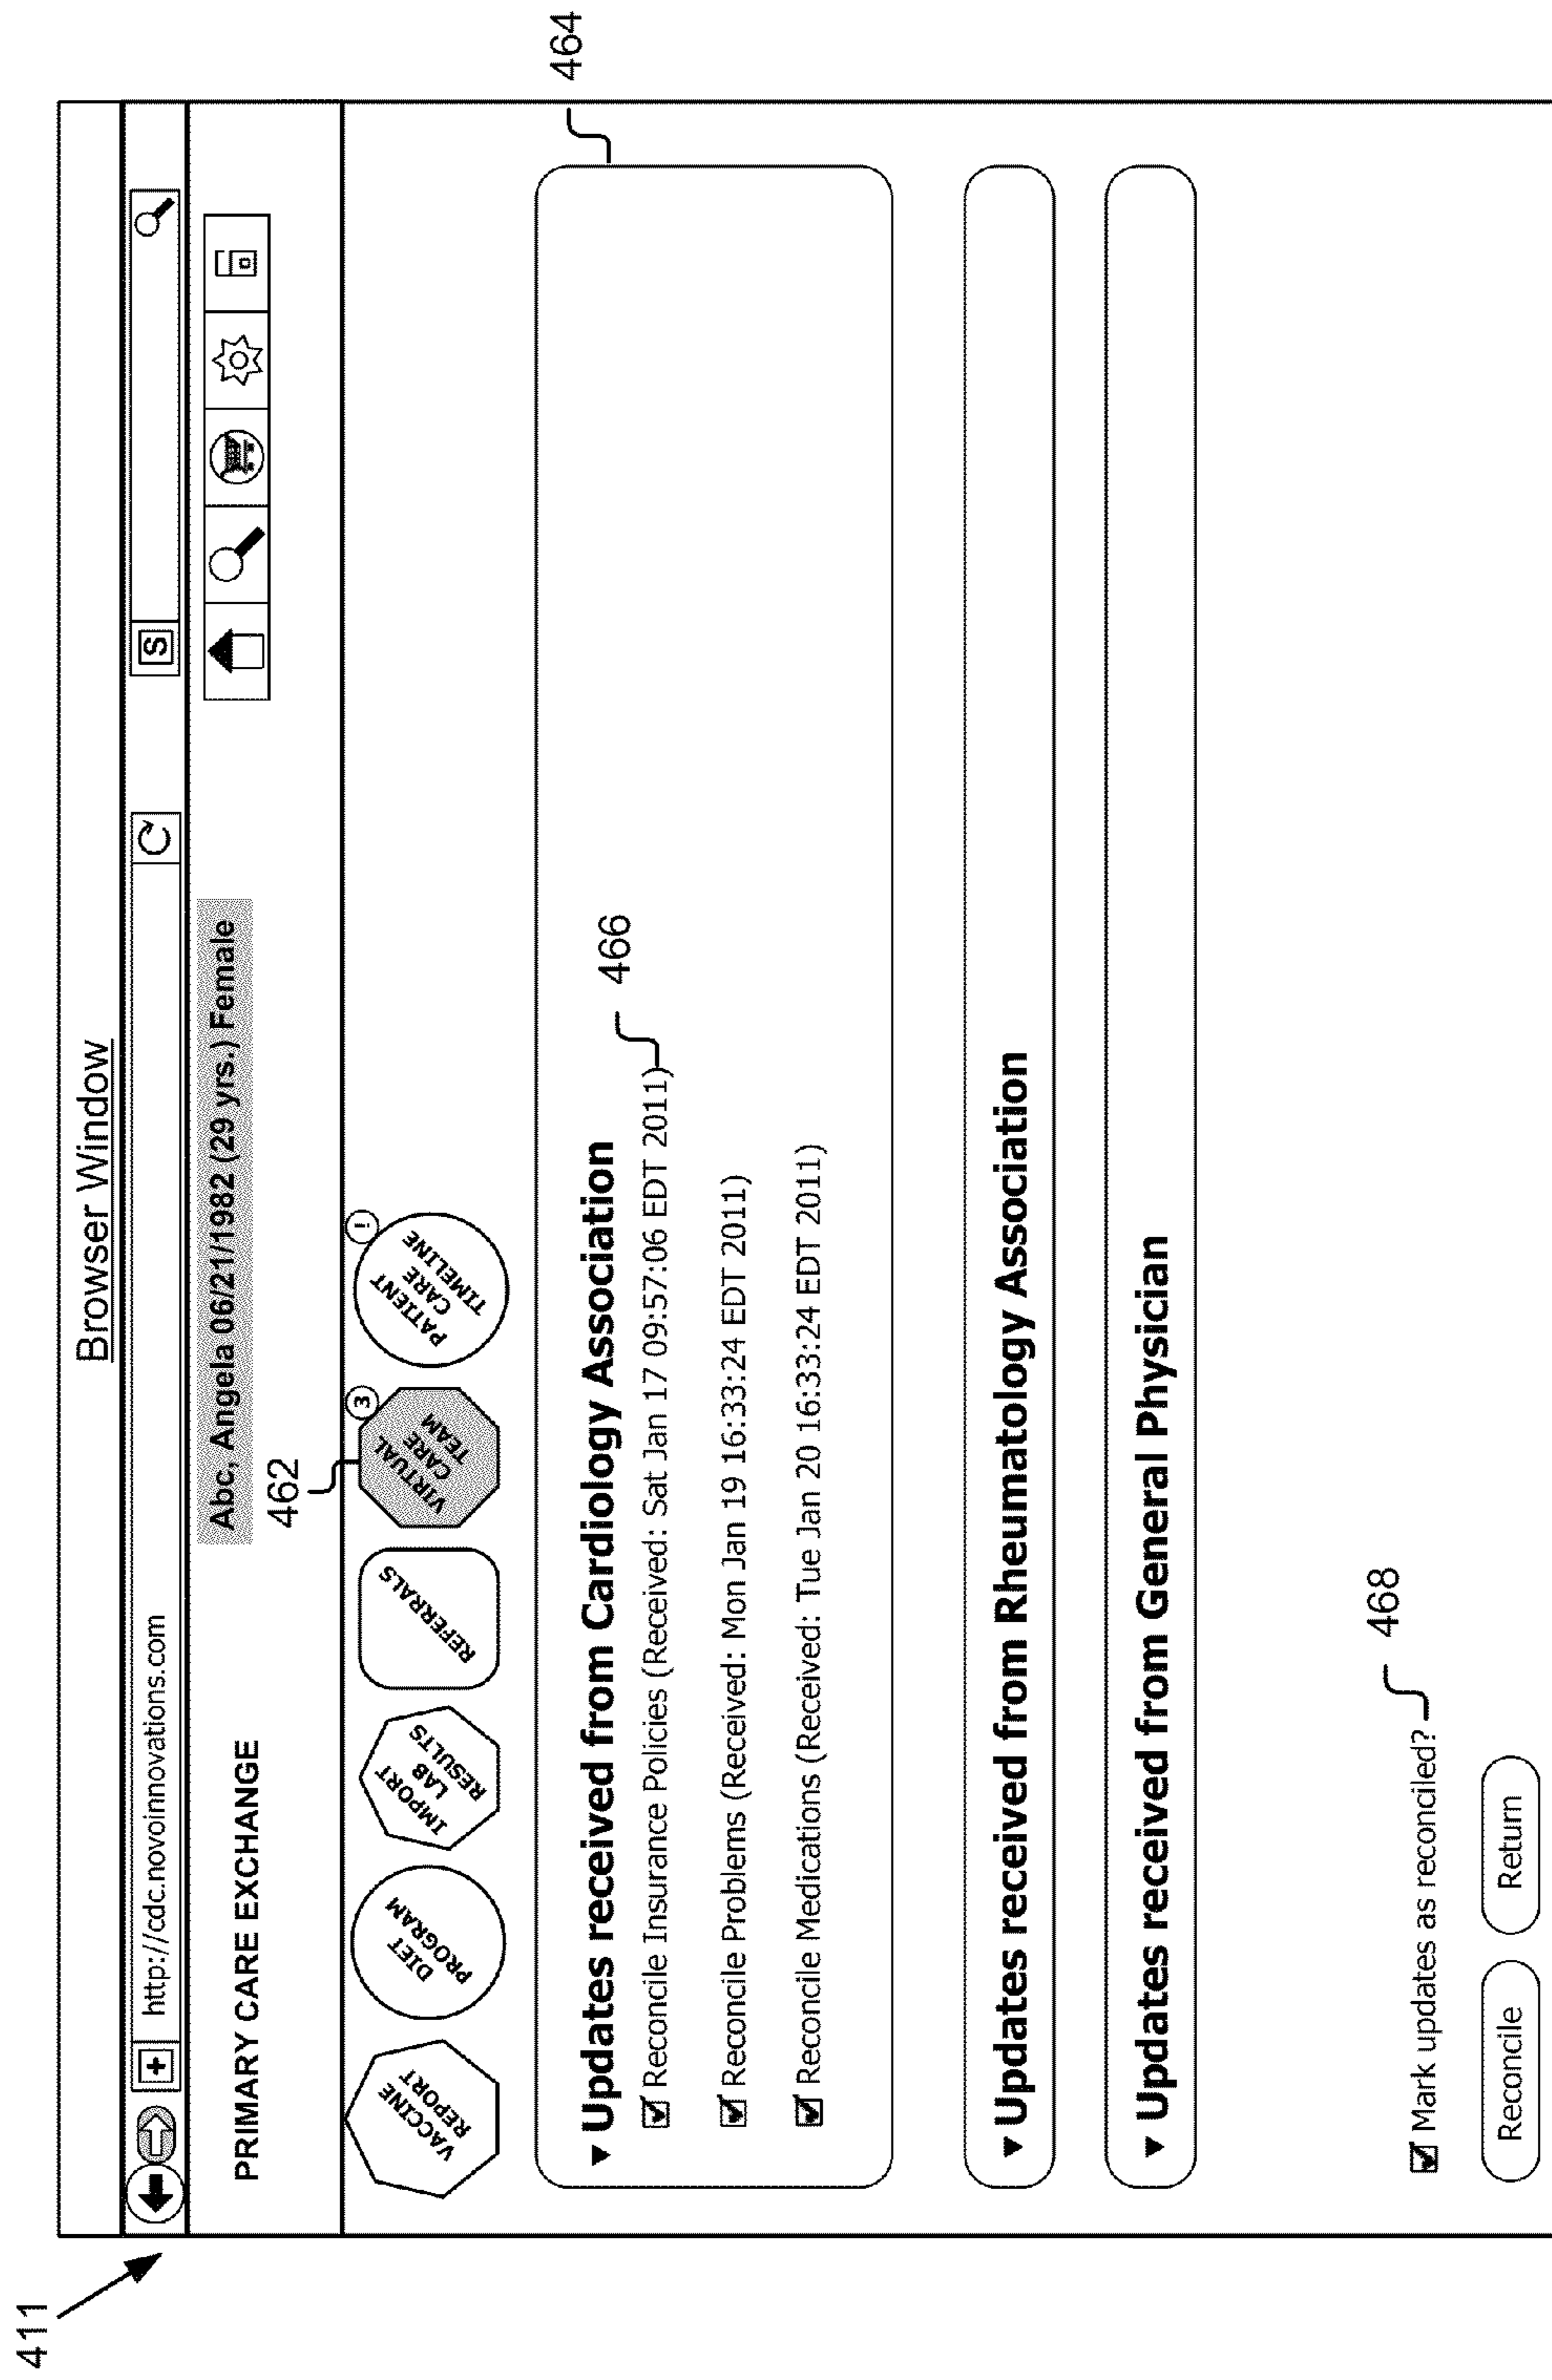 411
Browser Window
+
http://cdc.novoinnovations.com
S
PRIMARY CARE EXCHANGE
Abc, Angela 06/21/1982 (29 yrs.) Female
462
VACCINE
REPORT
DIET
PROGRAM
IMPORT
LAB
RESULTS
REFERRALS
VIRTUAL
CARE
TEAM
3
PATIENT
CARE
TIMELINE
!
464
Updates received from Cardiology Association
466
Reconcile Insurance Policies (Received: Sat Jan 17 09:57:06 EDT 2011)
Reconcile Problems (Received: Mon Jan 19 16:33:24 EDT 2011)
Reconcile Medications (Received: Tue Jan 20 16:33:24 EDT 2011)
Updates received from Rheumatology Association
Updates received from General Physician
468
Mark updates as reconciled?
Reconcile
Return